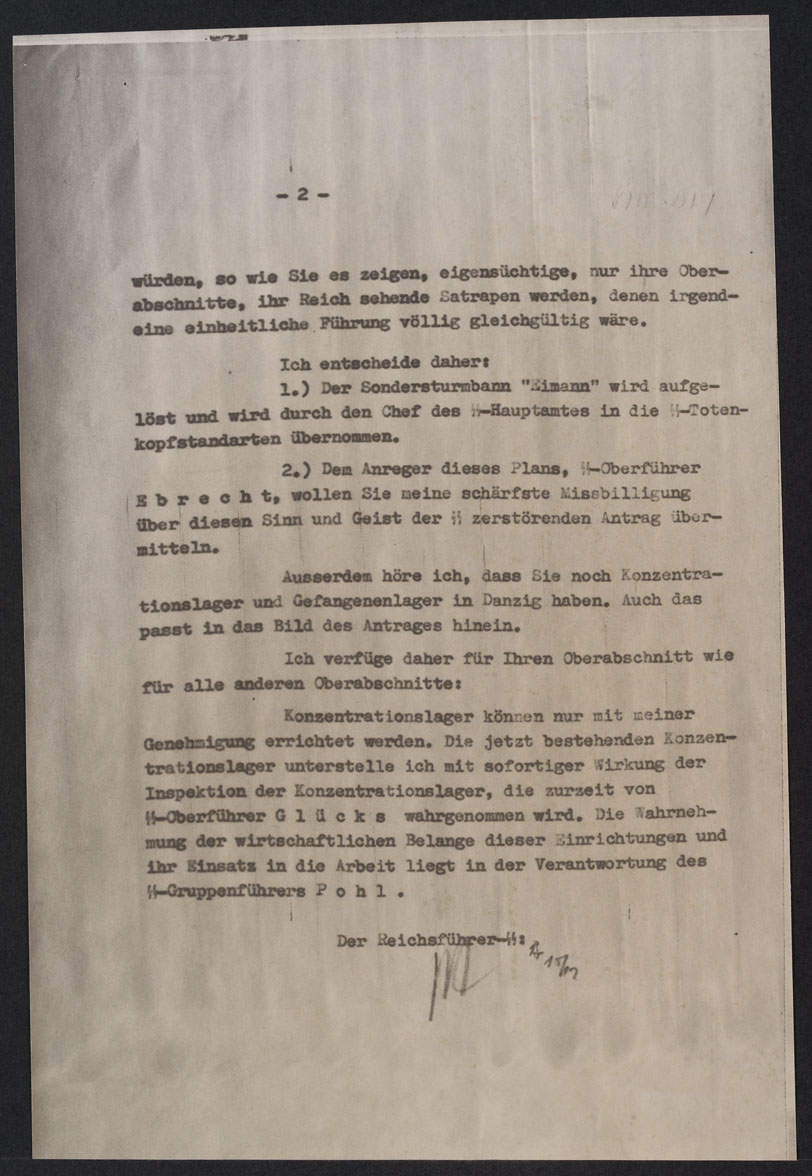 - 2 -
würden, so wie Sie es zeigen, eigensüchtige, nur ihre Ober-
abschnitte, ihr Reich sehende Satrapen werden, denen irgend-
eine einheitliche Führung völlig gleichgültig wäre.
Ich entscheide daher:
1.) Der Sondersturmbann "Eimann" wird aufge-
löst und wird durch den Chef des ᛋᛋ-Hauptamtes in die ᛋᛋ-Toten-
kopfstandarten übernommen.
2.) Dem Anreger dieses Plans, ᛋᛋ-Oberführer
E b r e c h t, wollen Sie meine schärfste Missbilligung
über diesen Sinn und Geist der ᛋᛋ zerstörenden Antrag über-
mitteln.
Ausserdem höre ich, dass Sie noch Konzentra-
tionslager und Gefangenenlager in Danzig haben. Auch das
passt in das Bild des Antrages hinein.
Ich verfüge daher für Ihren Oberabschnitt wie
für alle anderen Oberabschnitte:
Konzentrationslager können nur mit meiner
Genehmigung errichtet werden. Die jetzt bestehenden Konzen-
trationslager unterstelle ich mit sofortiger Wirkung der
Inspektion der Konzentrationslager, die zurzeit von
ᛋᛋ-Oberführer G l ü c k s wahrgenommen wird. Die Wahrneh-
mung der wirtschaftlichen Belange dieser Einrichtungen und
ihr Einsatz in die Arbeit liegt in der Verantwortung des
ᛋᛋ-Gruppenführers P o h l .
Der Reichsführer-ᛋᛋ: